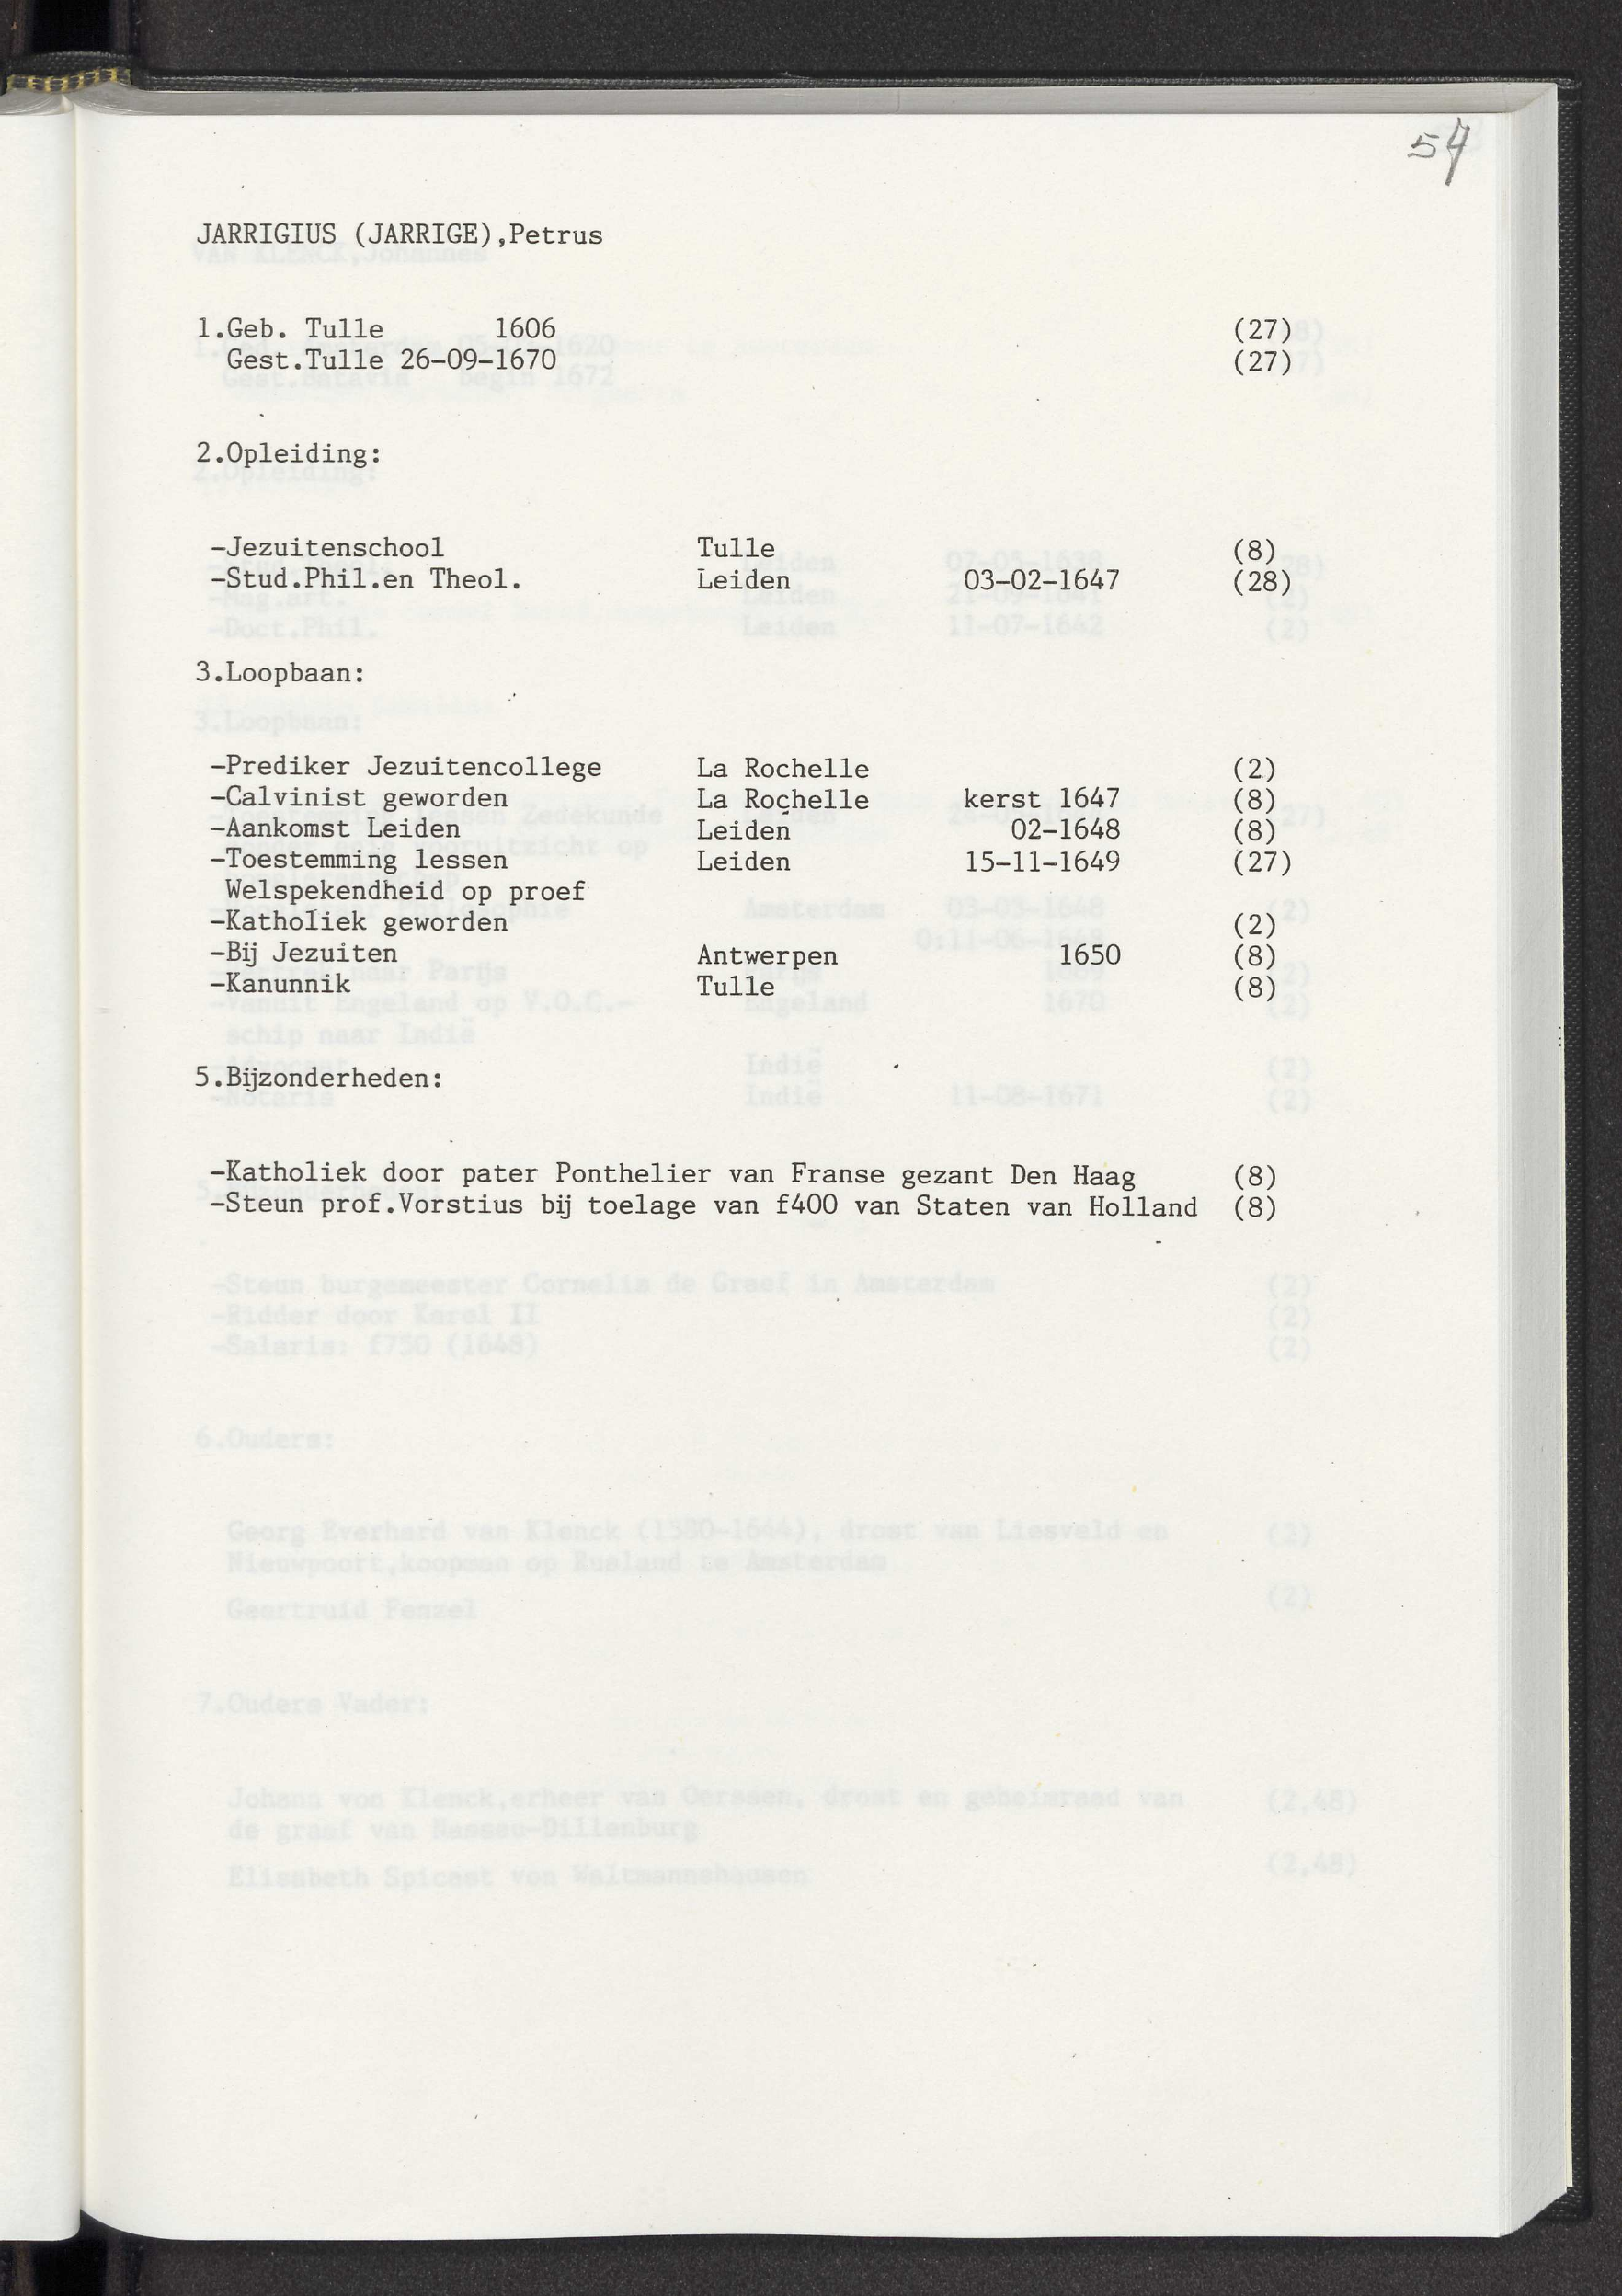 54
JARRIGIUS (JARRIGE),Petrus
1.Geb. Tulle 1606 (27)
Gest.Tulle 26-09-1670 (27)
2.Opleiding:
-Jezuitenschool Tulle (8)
-Stud.Phil.en Theol. Leiden 03-02-1647 (28)
3.Loopbaan:
-Prediker Jezuitencollege La Rochelle (2)
-Calvinist geworden La Rochelle kerst 1647 (8)
-Aankomst Leiden Leiden 02-1648 (8)
-Toestemming lessen Leiden 15-11-1649 (27)
Welspekendheid op proef
-Katholiek geworden (2)
-Bij Jezuiten Antwerpen 1650 (8)
-Kanunnik Tulle (8)
5.Bijzonderheden:
-Katholiek door pater Ponthelier van Franse gezant Den Haag (8)
-Steun prof.Vorstius bij toelage van f400 van Staten van Holland (8)